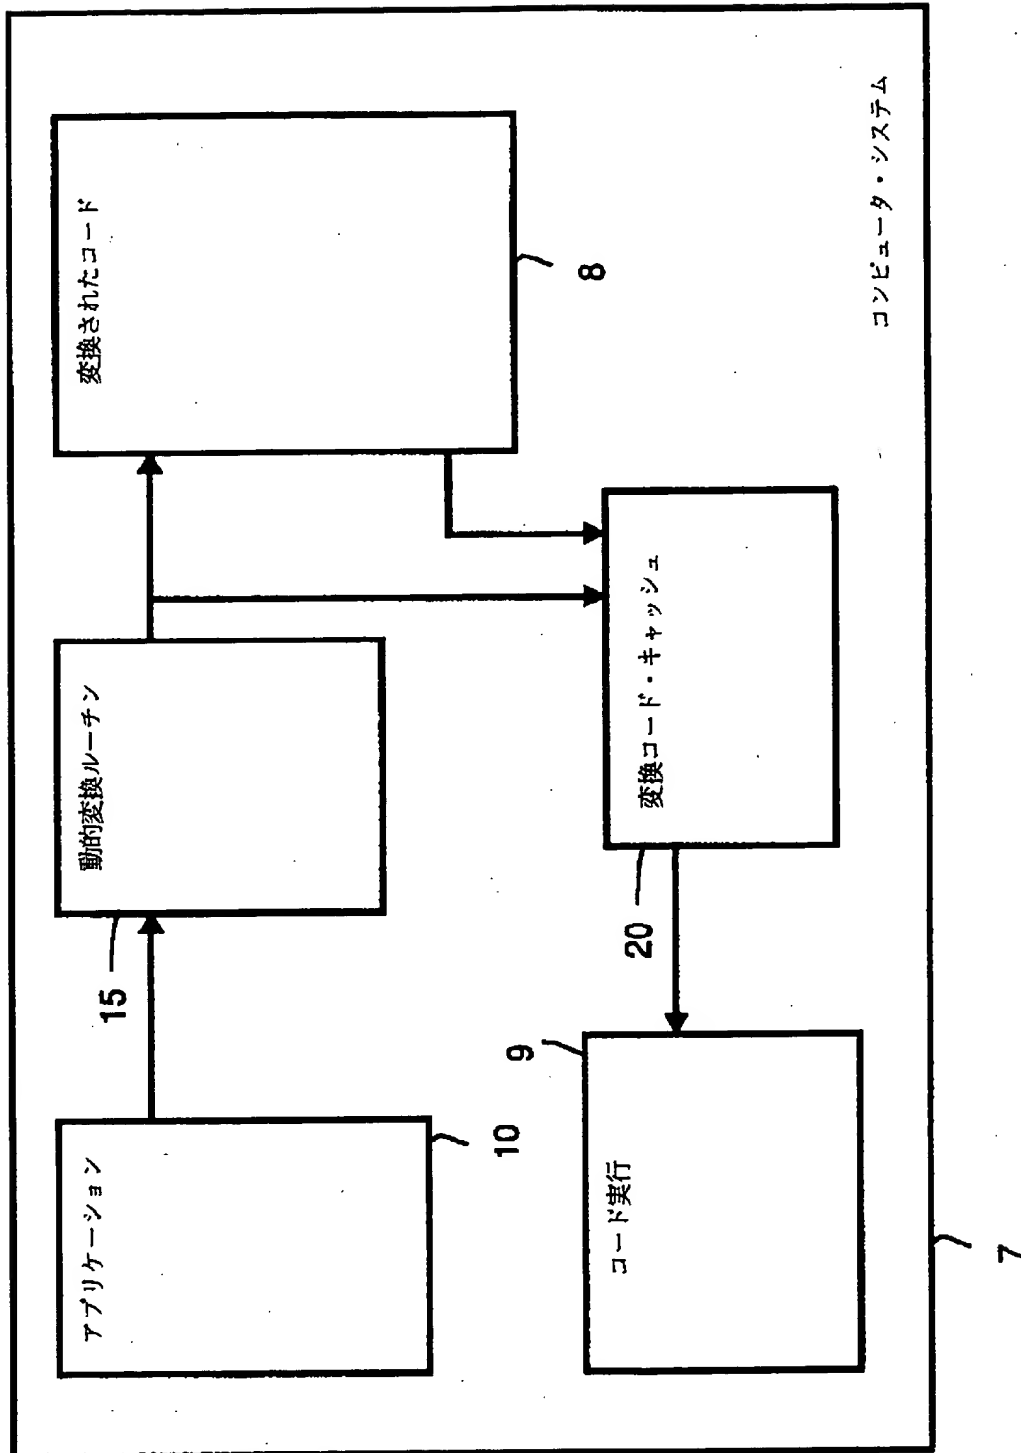 アプリケーション
10
15
動的変換ルーチン
変換されたコード
8
コード実行
9
20
変換コード・キャッシュ
コンピュータ・システム
7